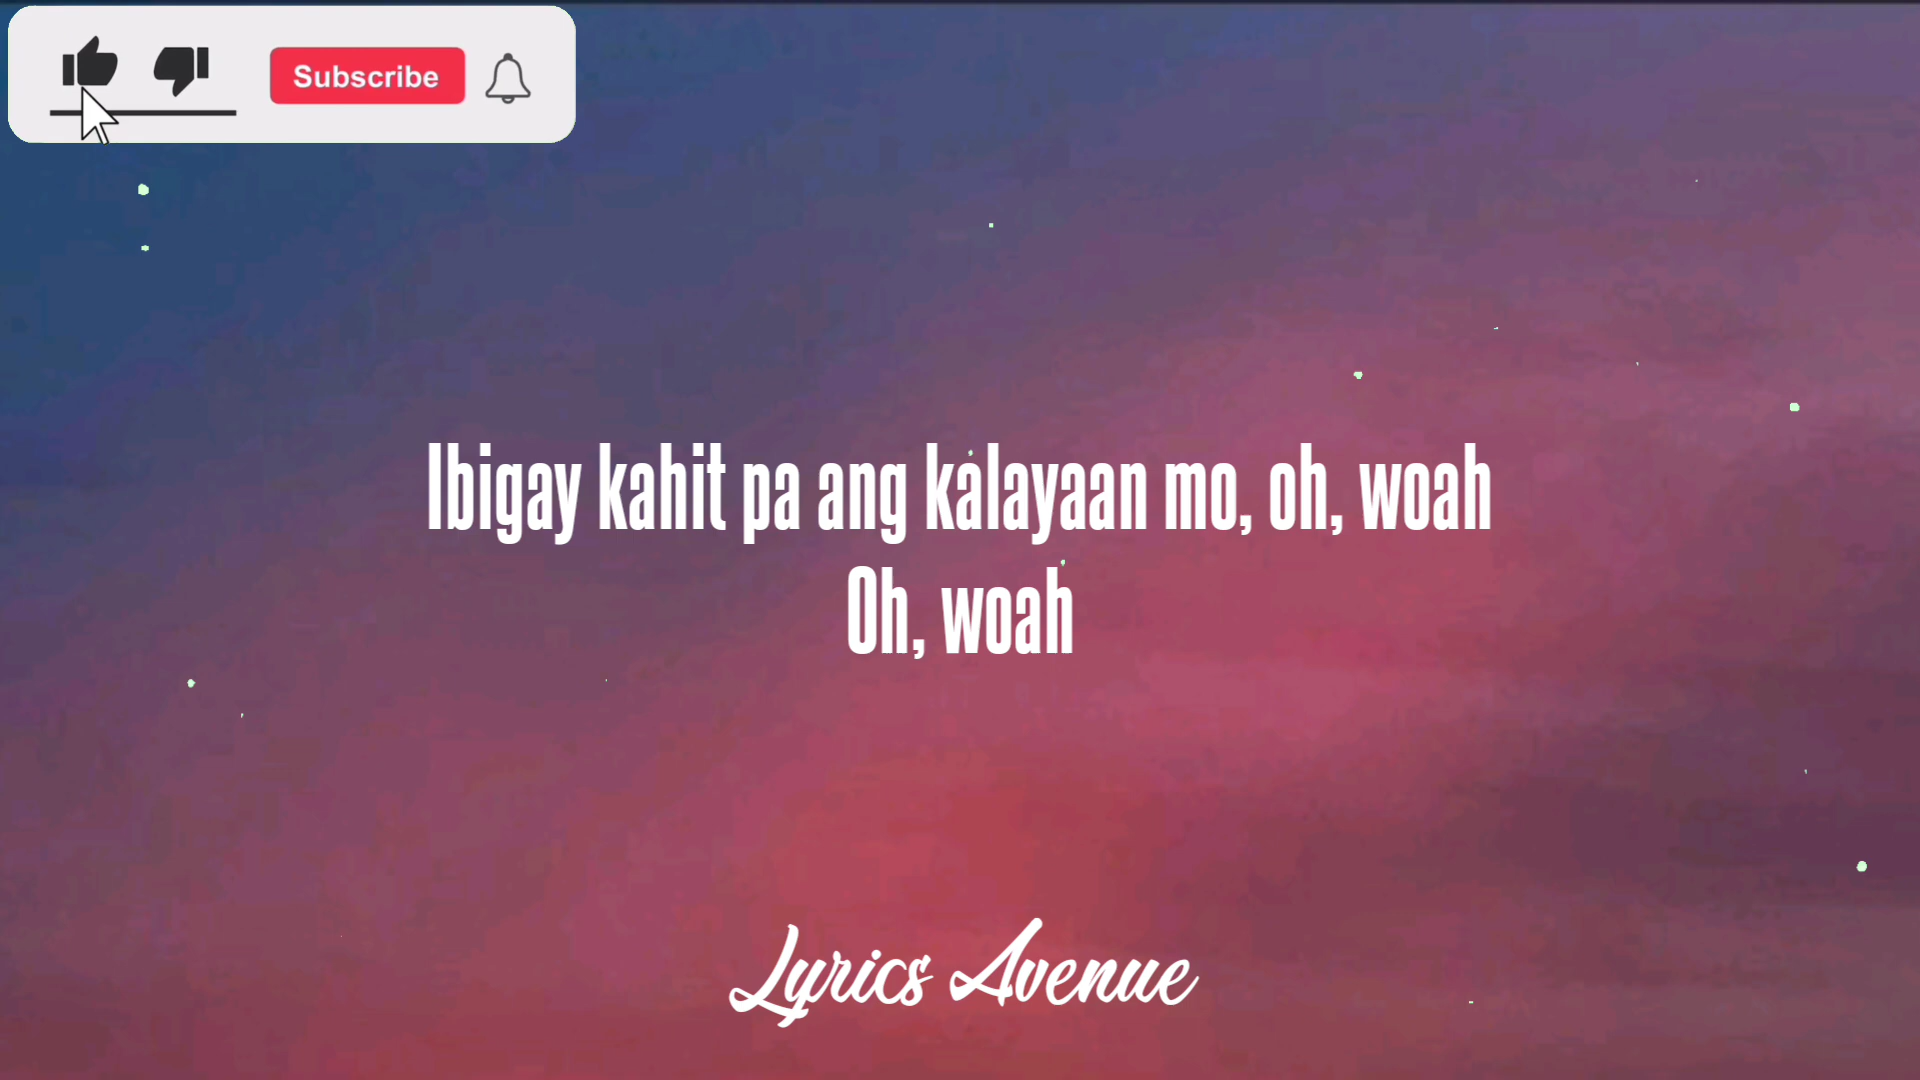 Subscribe
Ibigay kahit pa ang kalayaan mo, oh, woah
Oh, woah
Lyrics Avenue